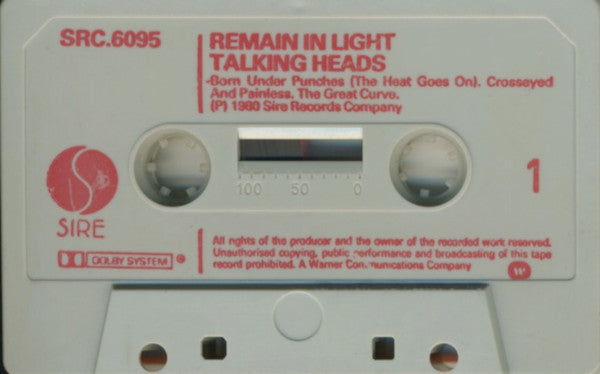 SRC.6095
REMAIN IN LIGHT
TALKING HEADS
-Born Under Punches (The Heat Goes On). Crosseyed
And Painless. The Great Curve.
(P) 1980 Sire Records Company
100 50 0
1
SIRE
DOLBY SYSTEM ®
All rights of the producer and the owner of the recorded work reserved.
Unauthorised copying, public performance and broadcasting of this tape
record prohibited. A Warner Communications Company
W